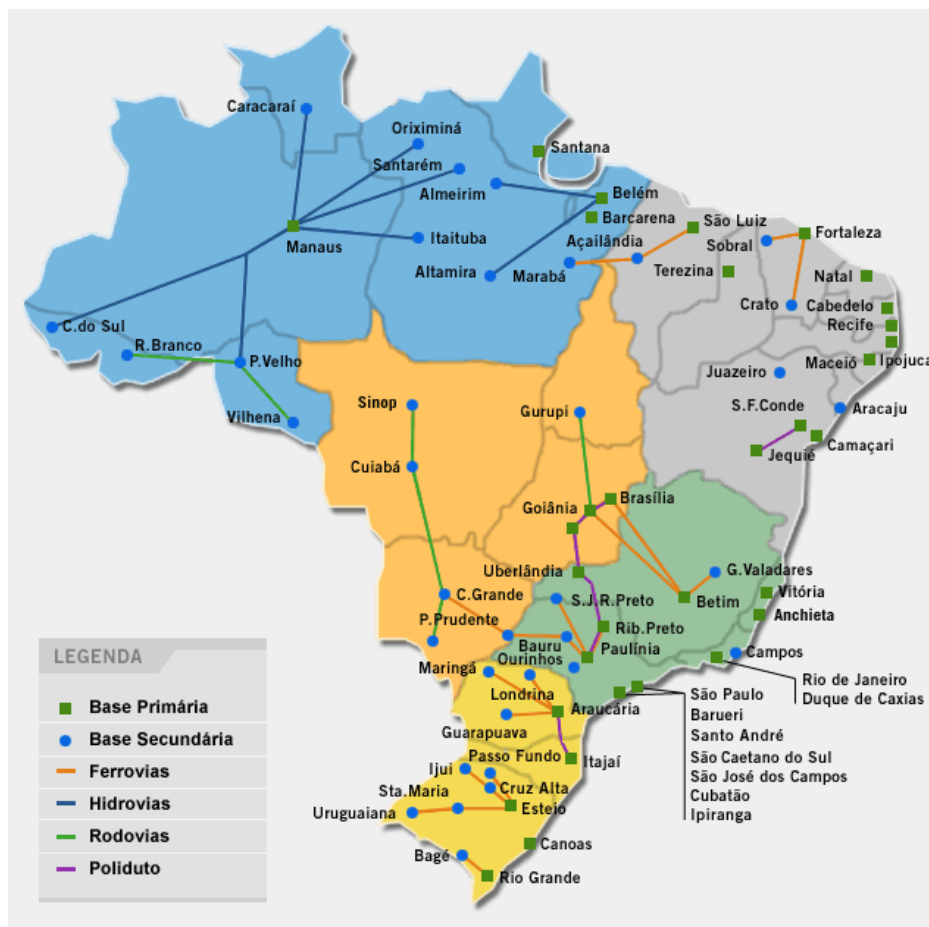 Caracaraí
Oriximiná
Santarém
Almeirim
Santana
Belém
Barcarena
Manaus
Itaituba
Altamira
Açailândia
Marabá
São Luiz
Sobral
Fortaleza
Terezina
Natal
Crato
Cabedelo
Recife
Ipojuca
Maceió
C.do Sul
R.Branco
P.Velho
Vilhena
Juazeiro
S.F.Conde
Aracaju
Camaçari
Jequié
Sinop
Gurupi
Cuiabá
Goiânia
Brasília
Uberlândia
G.Valadares
Betim
Vitória
Anchieta
C.Grande
S.J.R.Preto
P.Prudente
Rib.Preto
Bauru
Paulínia
Ourinhos
Campos
Maringá
Londrina
Rio de Janeiro
Duque de Caxias
Araucária
São Paulo
Barueri
Santo André
São Caetano do Sul
São José dos Campos
Cubatão
Ipiranga
Guarapuava
Passo Fundo
Itajaí
Ijui
Sta.Maria
Cruz Alta
Uruguaiana
Esteio
Canoas
Bagé
Rio Grande
LEGENDA
Base Primária
Base Secundária
Ferrovias
Hidrovias
Rodovias
Poliduto